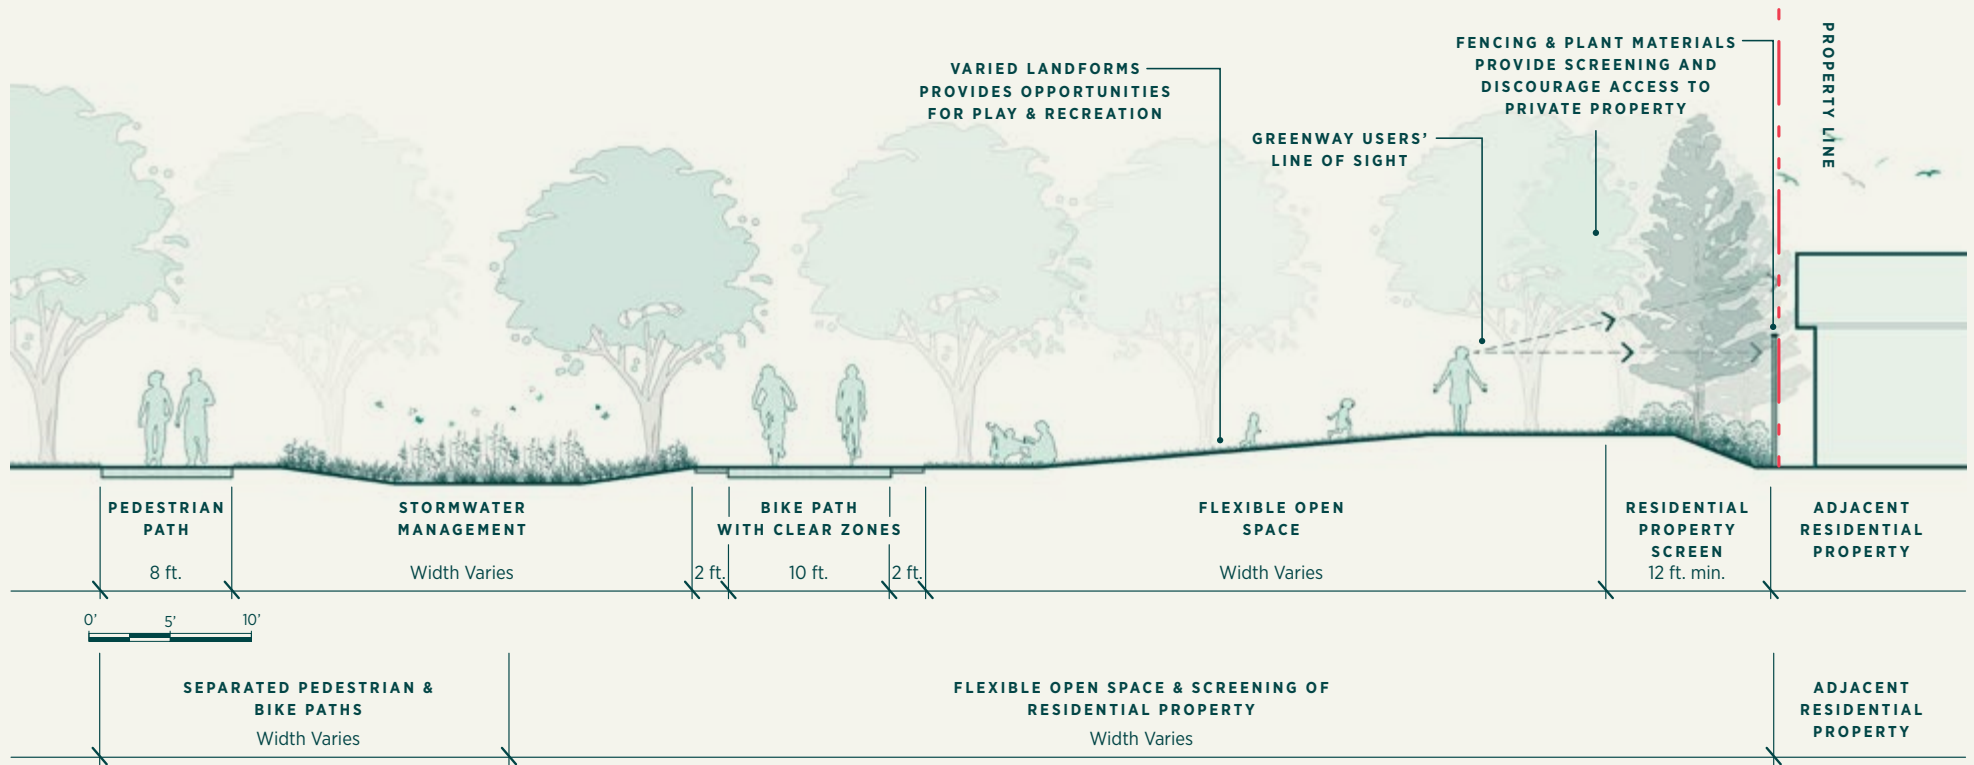 VARIED LANDFORMS
PROVIDES OPPORTUNITIES
FOR PLAY & RECREATION
GREENWAY USERS’
LINE OF SIGHT
FENCING & PLANT MATERIALS
PROVIDE SCREENING AND
DISCOURAGE ACCESS TO
PRIVATE PROPERTY
PROPERTY LINE
PEDESTRIAN
PATH
8 ft.
STORMWATER
MANAGEMENT
Width Varies
2 ft.
BIKE PATH
WITH CLEAR ZONES
10 ft.
2 ft.
FLEXIBLE OPEN
SPACE
Width Varies
RESIDENTIAL
PROPERTY
SCREEN
12 ft. min.
ADJACENT
RESIDENTIAL
PROPERTY
0’ 5’ 10’
SEPARATED PEDESTRIAN &
BIKE PATHS
Width Varies
FLEXIBLE OPEN SPACE & SCREENING OF
RESIDENTIAL PROPERTY
Width Varies
ADJACENT
RESIDENTIAL
PROPERTY